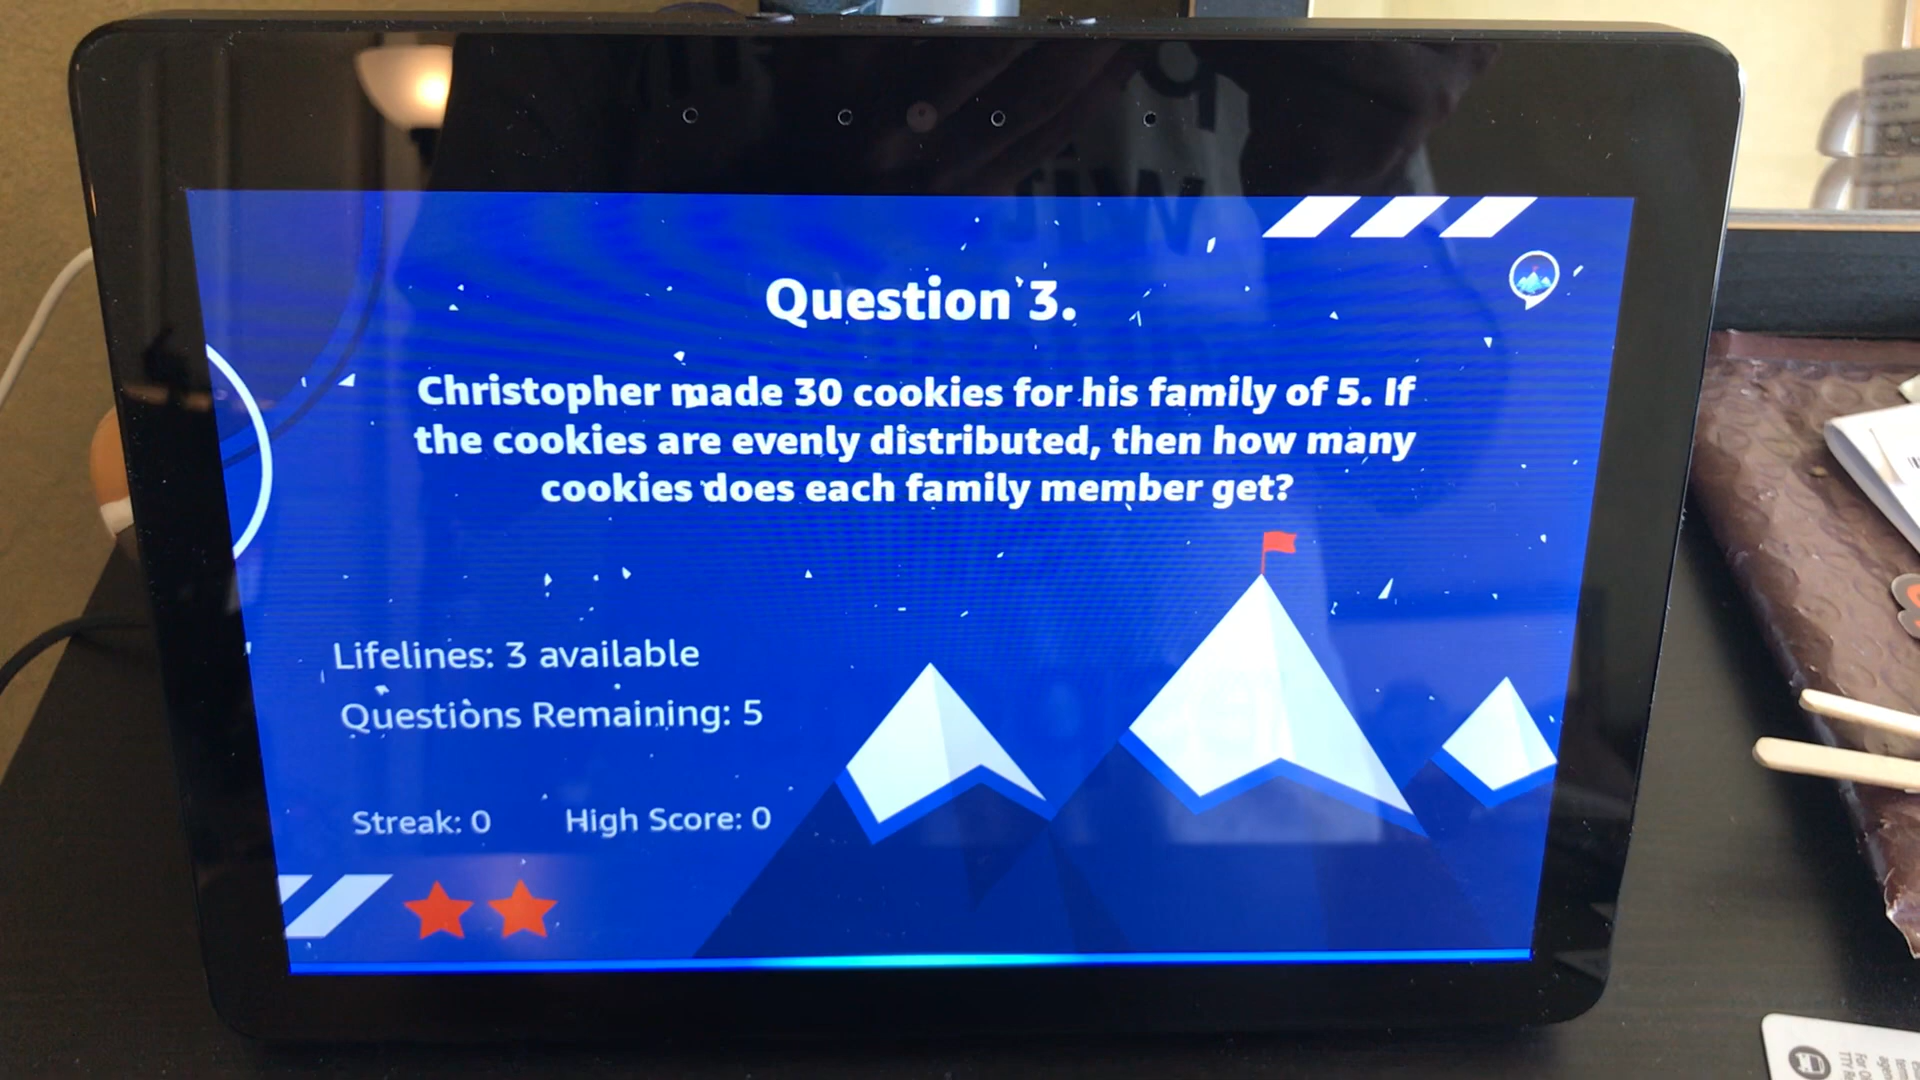 Question 3.
Christopher made 30 cookies for his family of 5. If
the cookies are evenly distributed, then how many
cookies does each family member get?
Lifelines: 3 available
Questions Remaining: 5
Streak: 0 High Score: 0